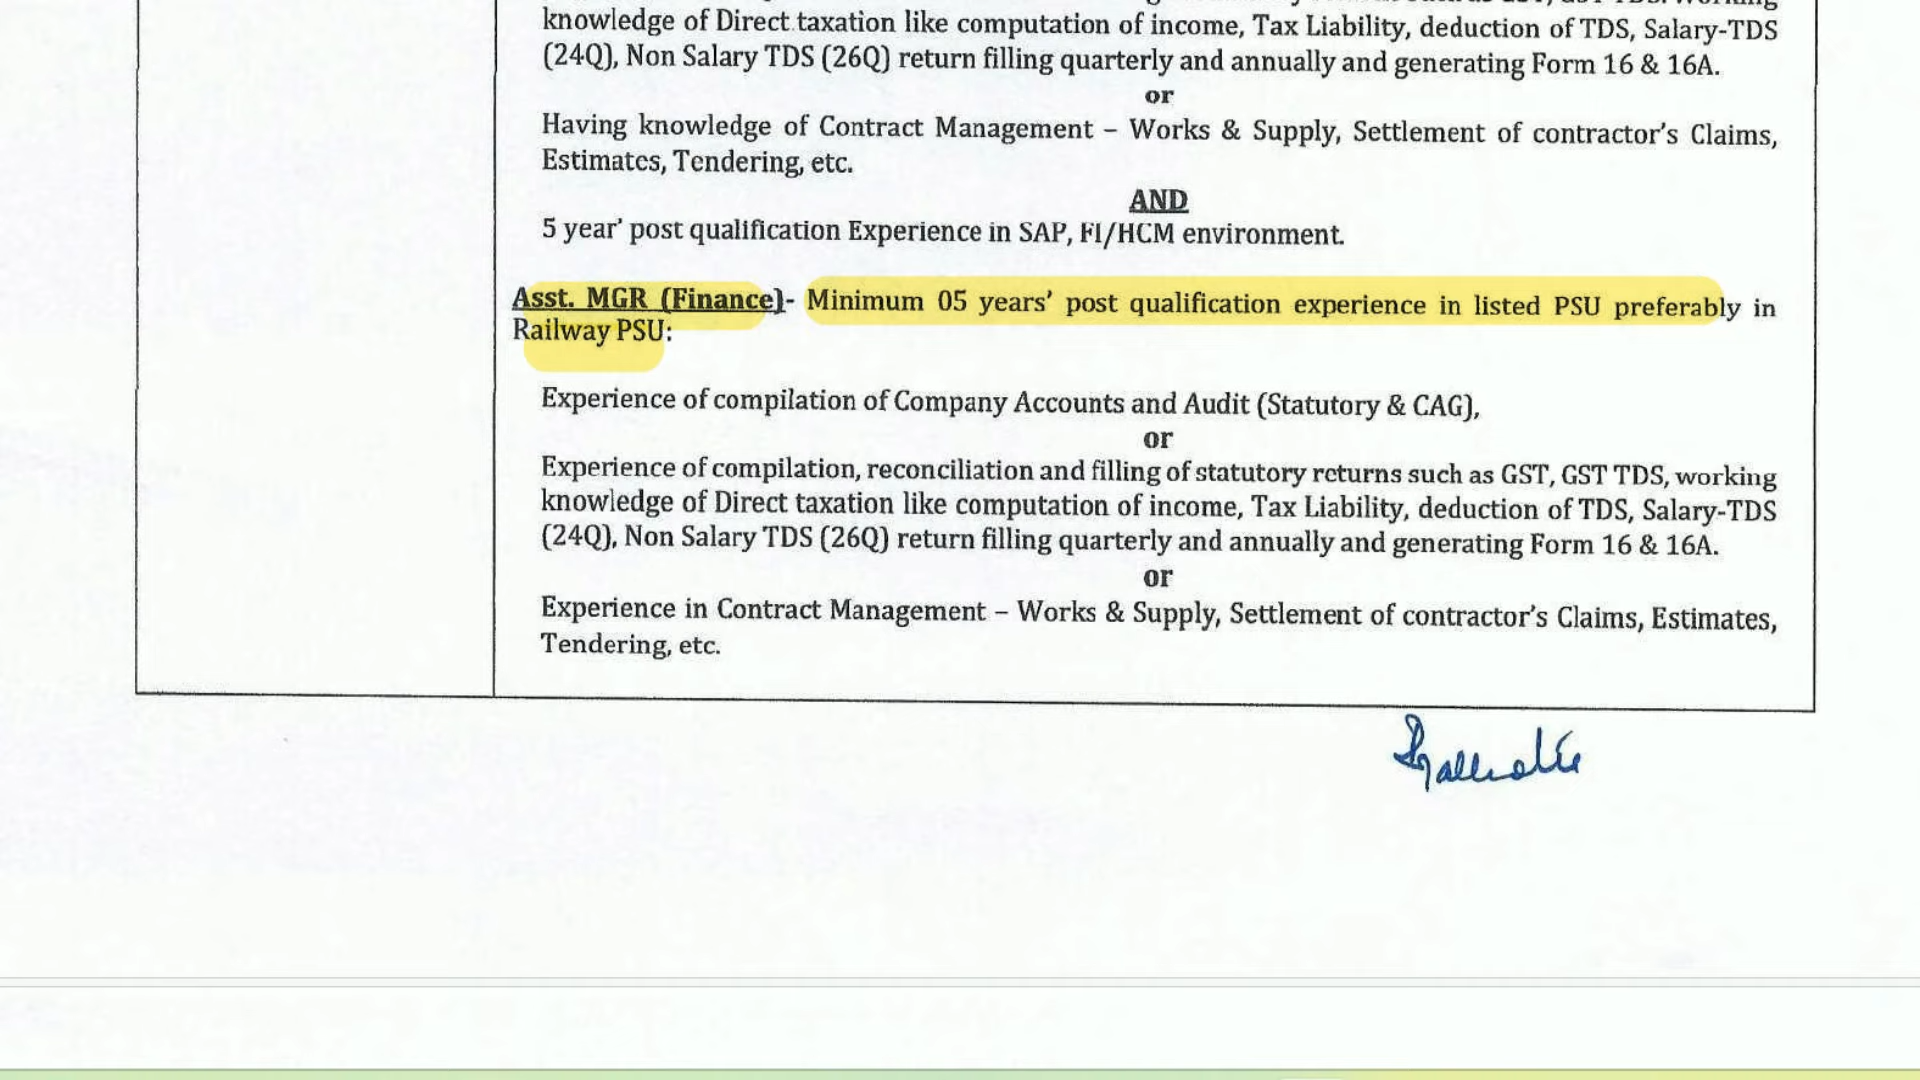 knowledge of Direct taxation like computation of income, Tax Liability, deduction of TDS, Salary-TDS
(24Q), Non Salary TDS (26Q) return filling quarterly and annually and generating Form 16 & 16A.
or
Having knowledge of Contract Management – Works & Supply, Settlement of contractor's Claims,
Estimates, Tendering, etc.
AND
5 year' post qualification Experience in SAP, FI/HCM environment.
Asst. MGR (Finance)- Minimum 05 years' post qualification experience in listed PSU preferably in
Railway PSU:
Experience of compilation of Company Accounts and Audit (Statutory & CAG),
or
Experience of compilation, reconciliation and filling of statutory returns such as GST, GST TDS, working
knowledge of Direct taxation like computation of income, Tax Liability, deduction of TDS, Salary-TDS
(24Q), Non Salary TDS (26Q) return filling quarterly and annually and generating Form 16 & 16A.
or
Experience in Contract Management – Works & Supply, Settlement of contractor's Claims, Estimates,
Tendering, etc.